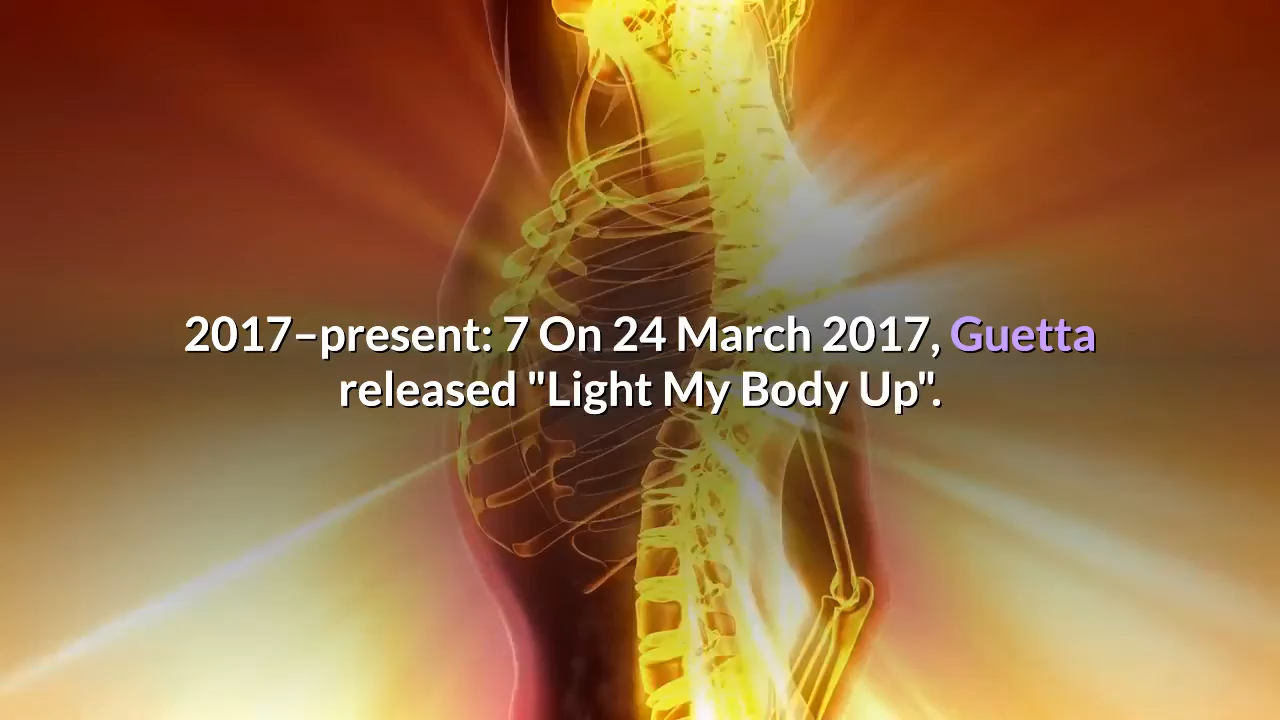 2017–present: 7 On 24 March 2017, Guetta
released "Light My Body Up".